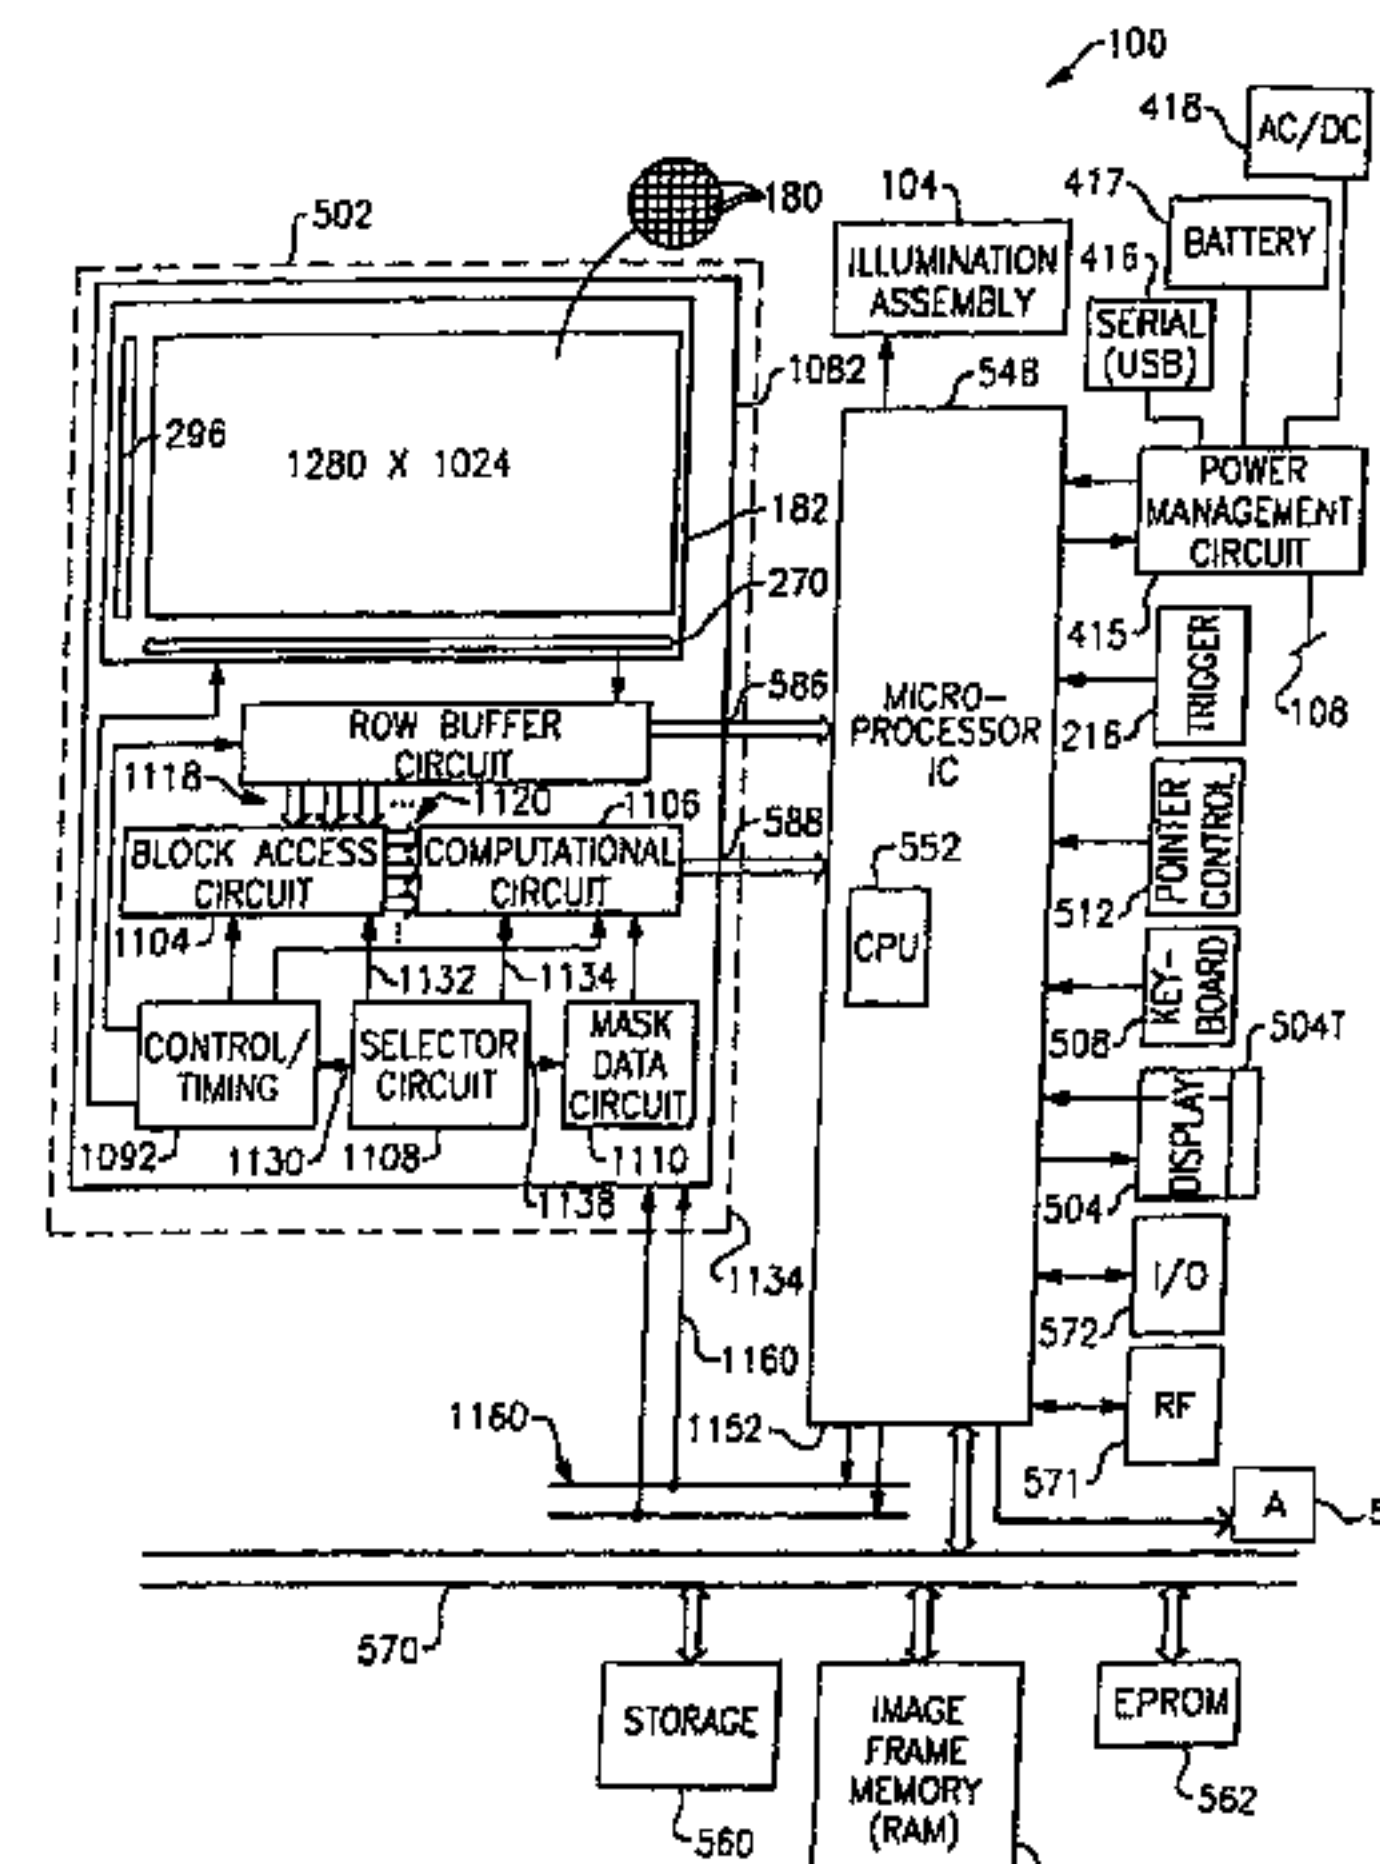 100
418
AC/DC
180
104
417
BATTERY
502
ILLUMINATION
ASSEMBLY
416
SERIAL
(USB)
1082
548
296
1280 X 1024
POWER
MANAGEMENT
CIRCUIT
182
270
415
TRIGGER
586
MICRO-
PROCESSOR
IC
216
108
ROW BUFFER
CIRCUIT
1118
1120
1106
588
POINTER
CONTROL
BLOCK ACCESS
CIRCUIT
COMPUTATIONAL
CIRCUIT
552
512
1104
CPU
1132
1134
KEY-
BOARD
508
504T
CONTROL/
TIMING
SELECTOR
CIRCUIT
MASK
DATA
CIRCUIT
DISPLAY
1092
1130
1108
1110
1138
504
1134
I/O
572
1160
RF
1160
1152
571
A
5
570
STORAGE
IMAGE
FRAME
MEMORY
(RAM)
EPROM
562
560